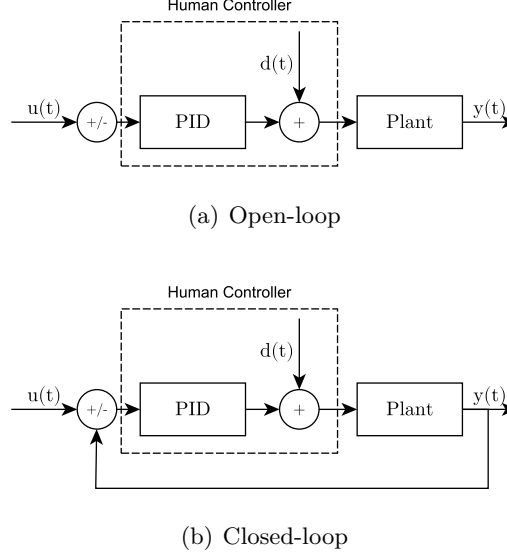 Human Controller
d(t)
u(t)
+/-
PID
+
Plant
y(t)
(a) Open-loop
Human Controller
d(t)
u(t)
+/-
PID
+
Plant
y(t)
(b) Closed-loop